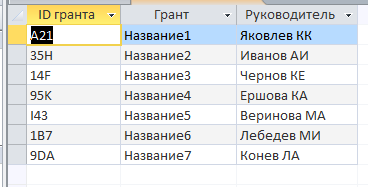 ID гранта Грант Руководитель
A21 Название1 Яковлев КК
35H Название2 Иванов АИ
14F Название3 Чернов КЕ
95K Название4 Ершова КА
I43 Название5 Веринова МА
1B7 Название6 Лебедев МИ
9DA Название7 Конев ЛА